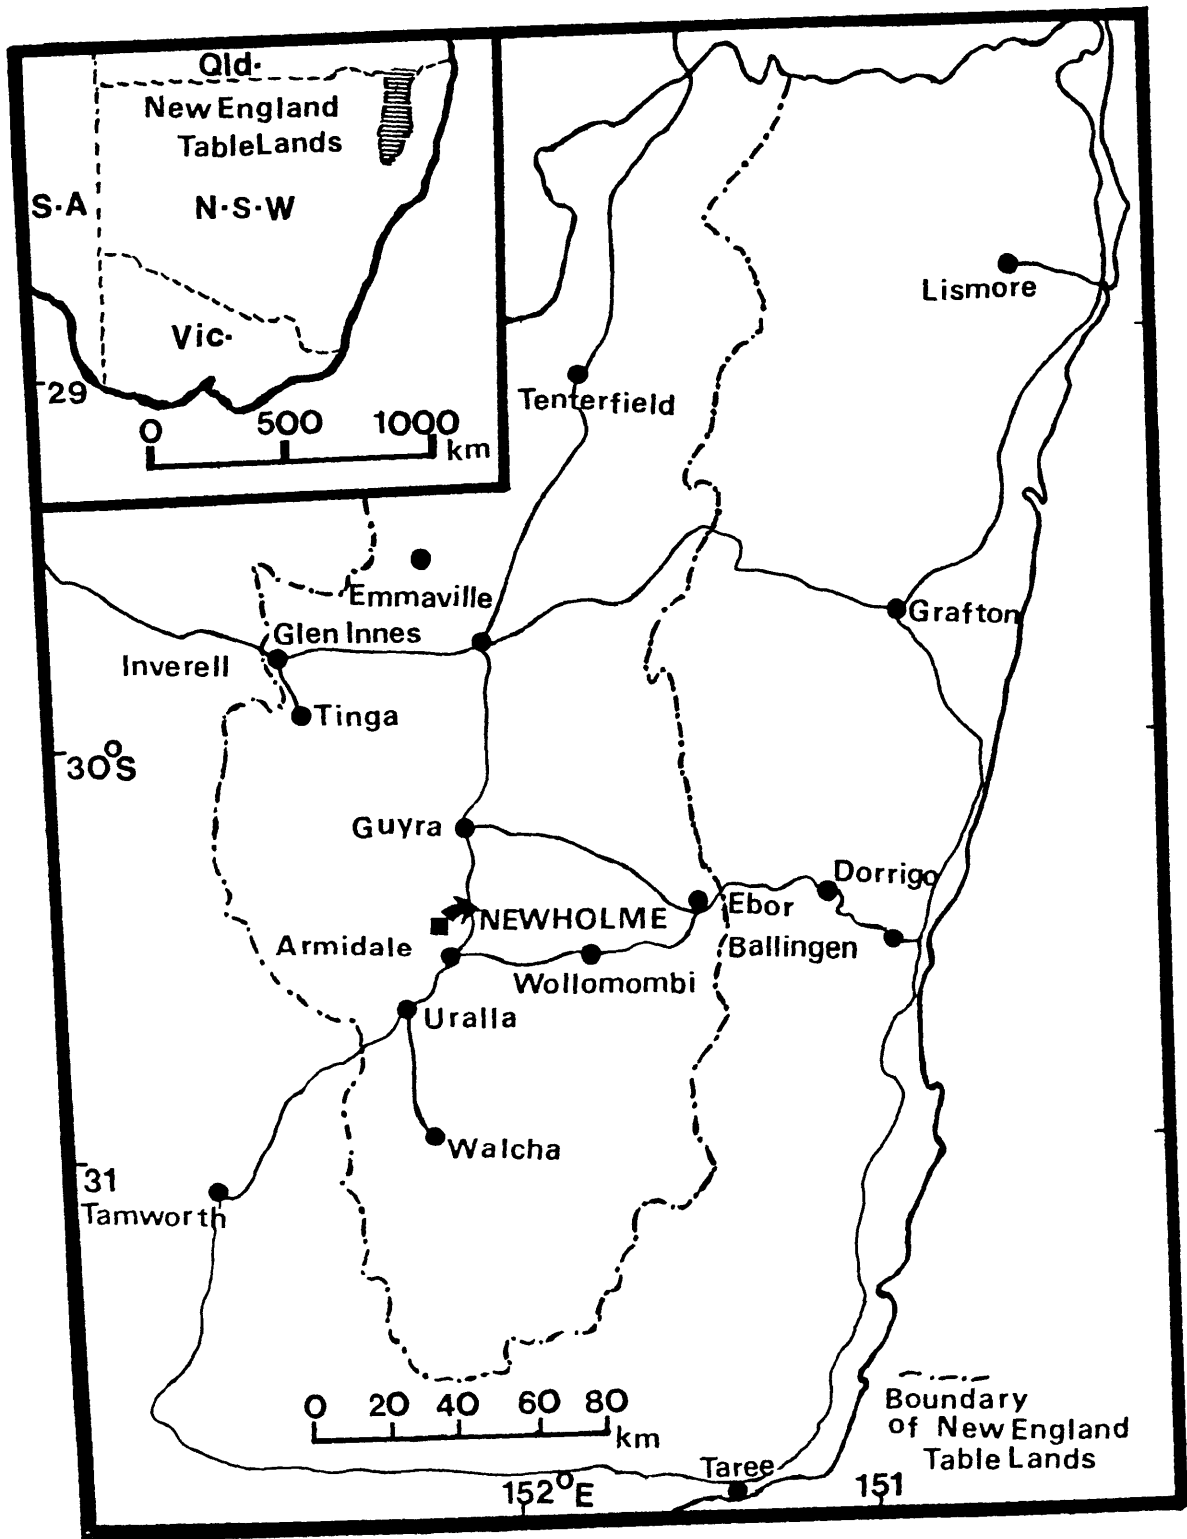 Qld.
New England
TableLands
S.A
N.S.W
Vic.
29
0 500 1000 km
Lismore
Tenterfield
Emmaville
Glen Innes
Grafton
Inverell
Tinga
30°S
Guyra
Dorrigo
NEWHOLME
Ebor
Armidale
Ballingen
Wollomombi
Uralla
Walcha
31
Tamworth
0 20 40 60 80 km
Boundary
of New England
Table Lands
Taree
152°E
151